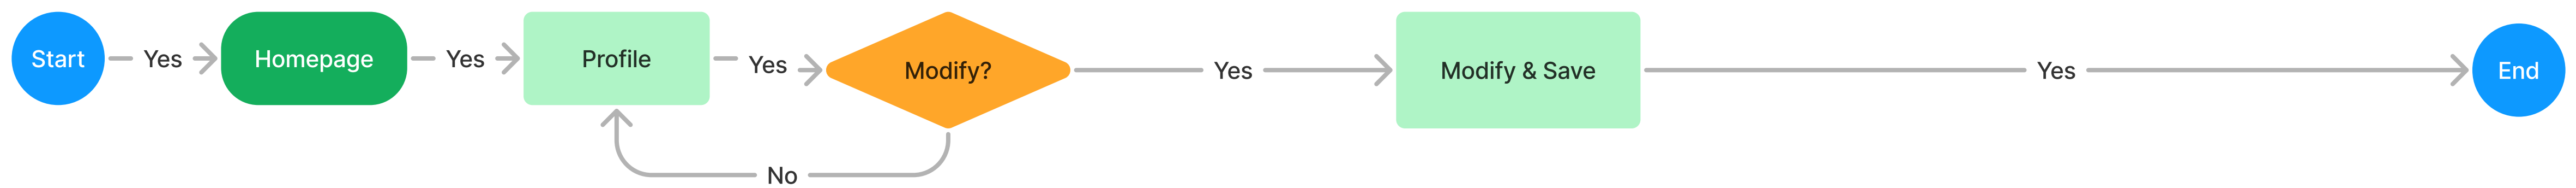 Start
Yes
Homepage
Yes
Profile
Yes
Modify?
Yes
Modify & Save
Yes
End
No